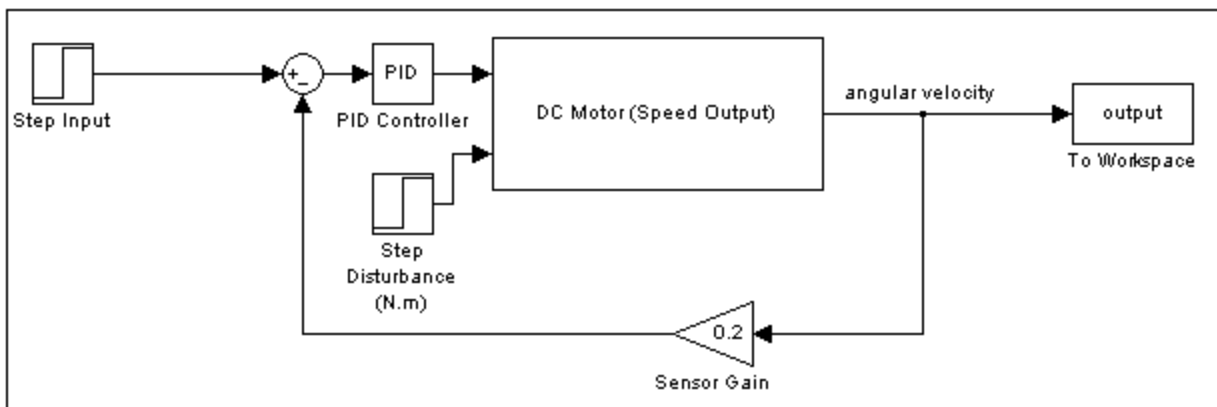 +
−
PID
DC Motor (Speed Output)
angular velocity
output
Step Input
PID Controller
To Workspace
Step
Disturbance
(N.m)
0.2
Sensor Gain